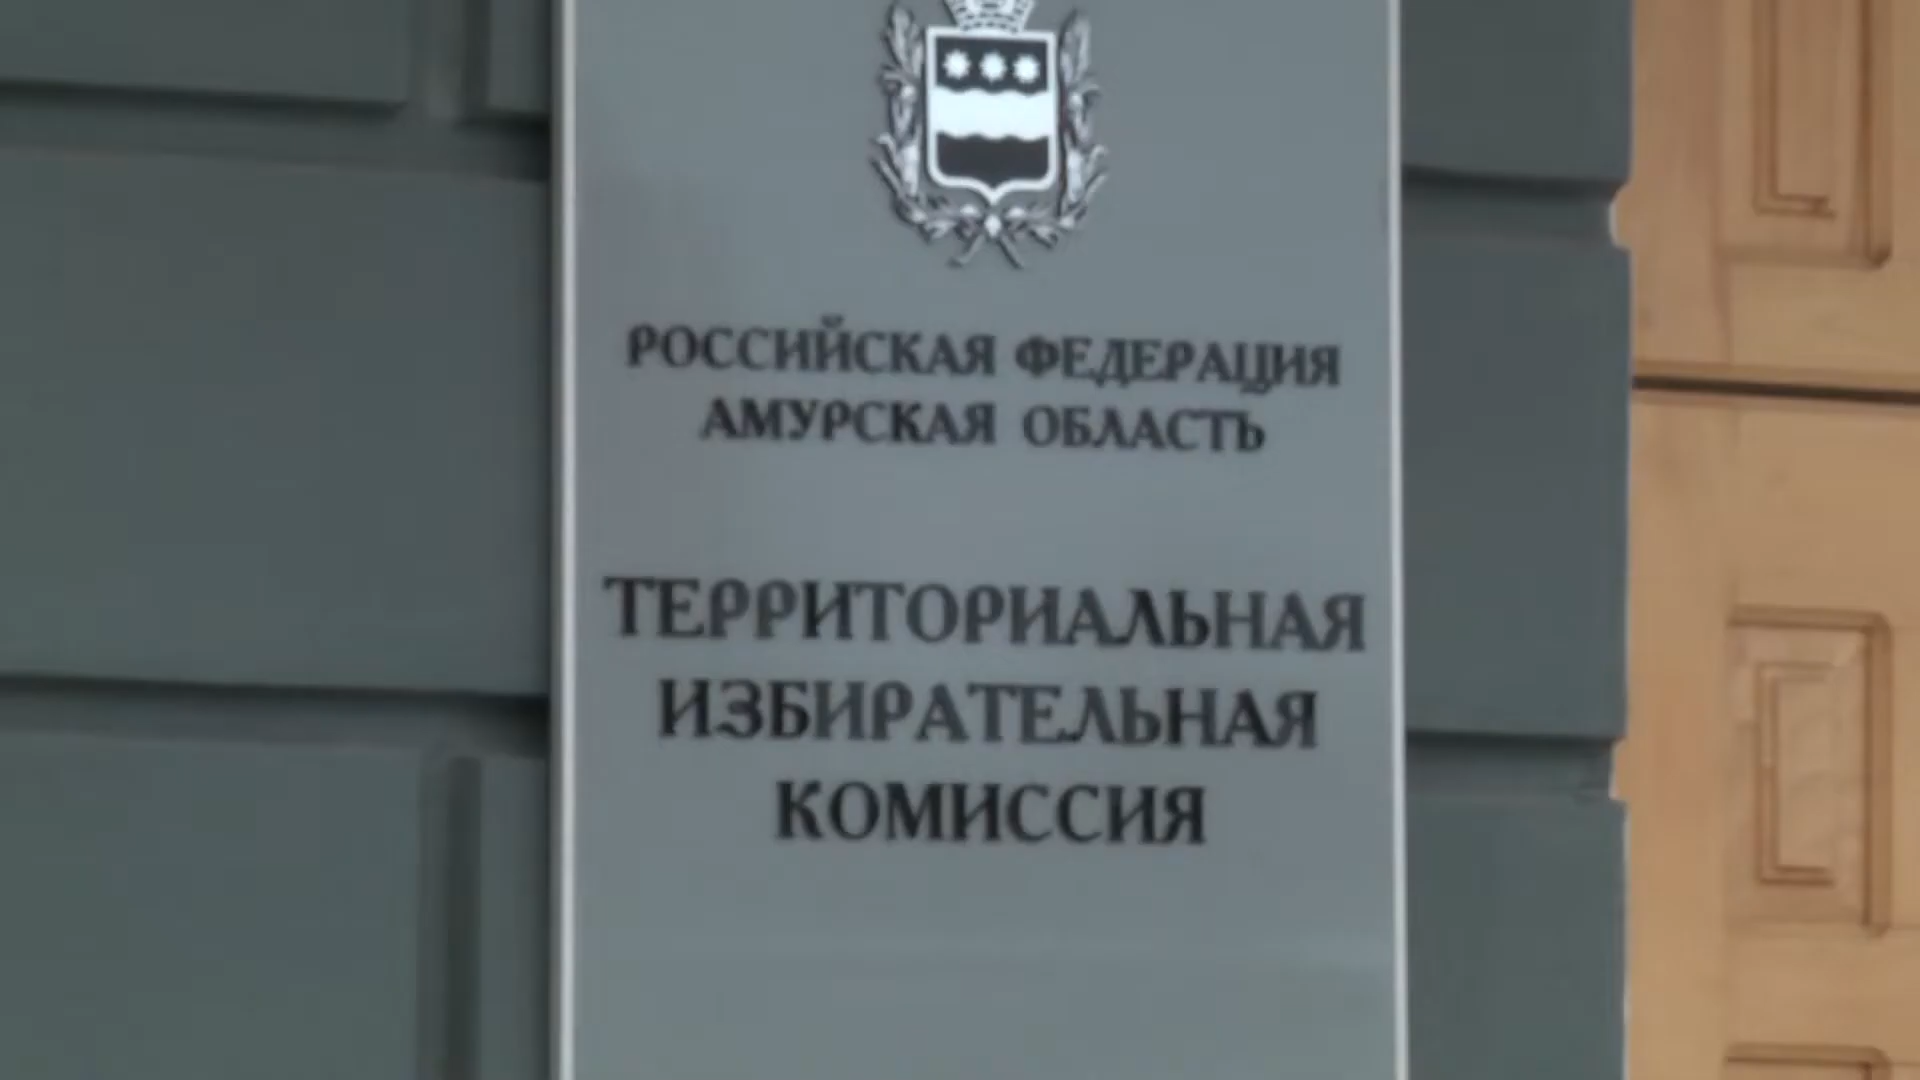 РОССИЙСКАЯ ФЕДЕРАЦИЯ
АМУРСКАЯ ОБЛАСТЬ
ТЕРРИТОРИАЛЬНАЯ
ИЗБИРАТЕЛЬНАЯ
КОМИССИЯ